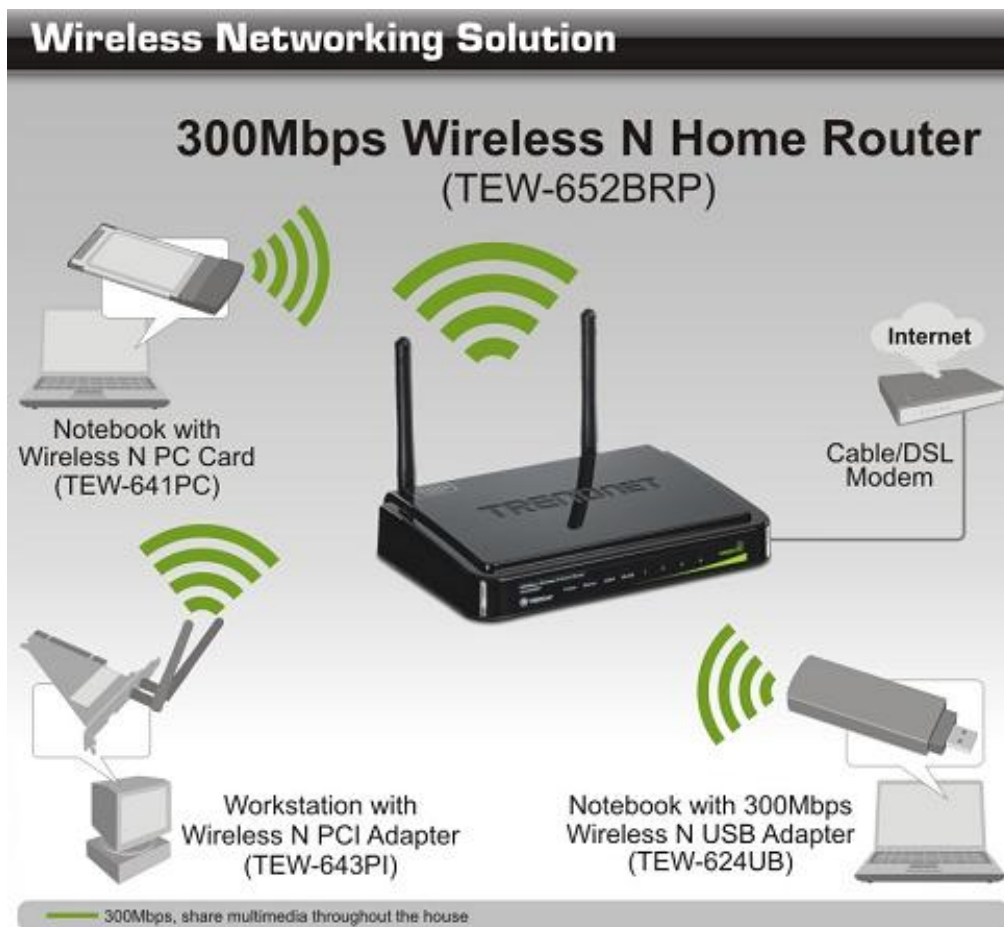 Wireless Networking Solution
300Mbps Wireless N Home Router
(TEW-652BRP)
Internet
Notebook with
Wireless N PC Card
(TEW-641PC)
Cable/DSL
Modem
TRENDNET
Workstation with
Wireless N PCI Adapter
(TEW-643PI)
Notebook with 300Mbps
Wireless N USB Adapter
(TEW-624UB)
300Mbps, share multimedia throughout the house